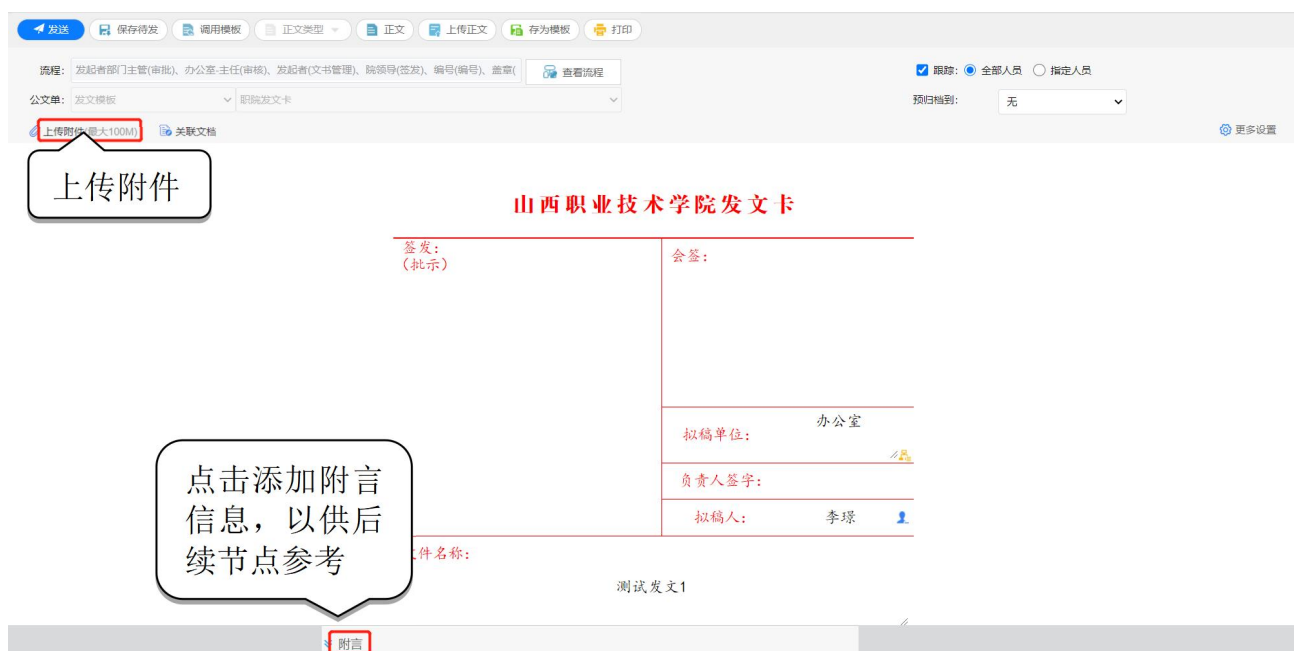 发送 保存待发 调用模板 正文类型 正文 上传正文 存为模板 打印
流程: 发起者部门主管(审批)、办公室-主任(审核)、发起者(文书管理)、院领导(签发)、编号(编号)、盖章( 查看流程 跟踪: 全部人员 指定人员
公文单: 发文模板 职院发文卡 预归档到: 无
上传附件(最大100M) 关联文档 更多设置
上传附件
山西职业技术学院发文卡
签发:
(批示)
会签:
拟稿单位: 办公室
负责人签字:
拟稿人: 李璟
点击添加附言
信息，以供后
续节点参考
件名称:
测试发文1
附言